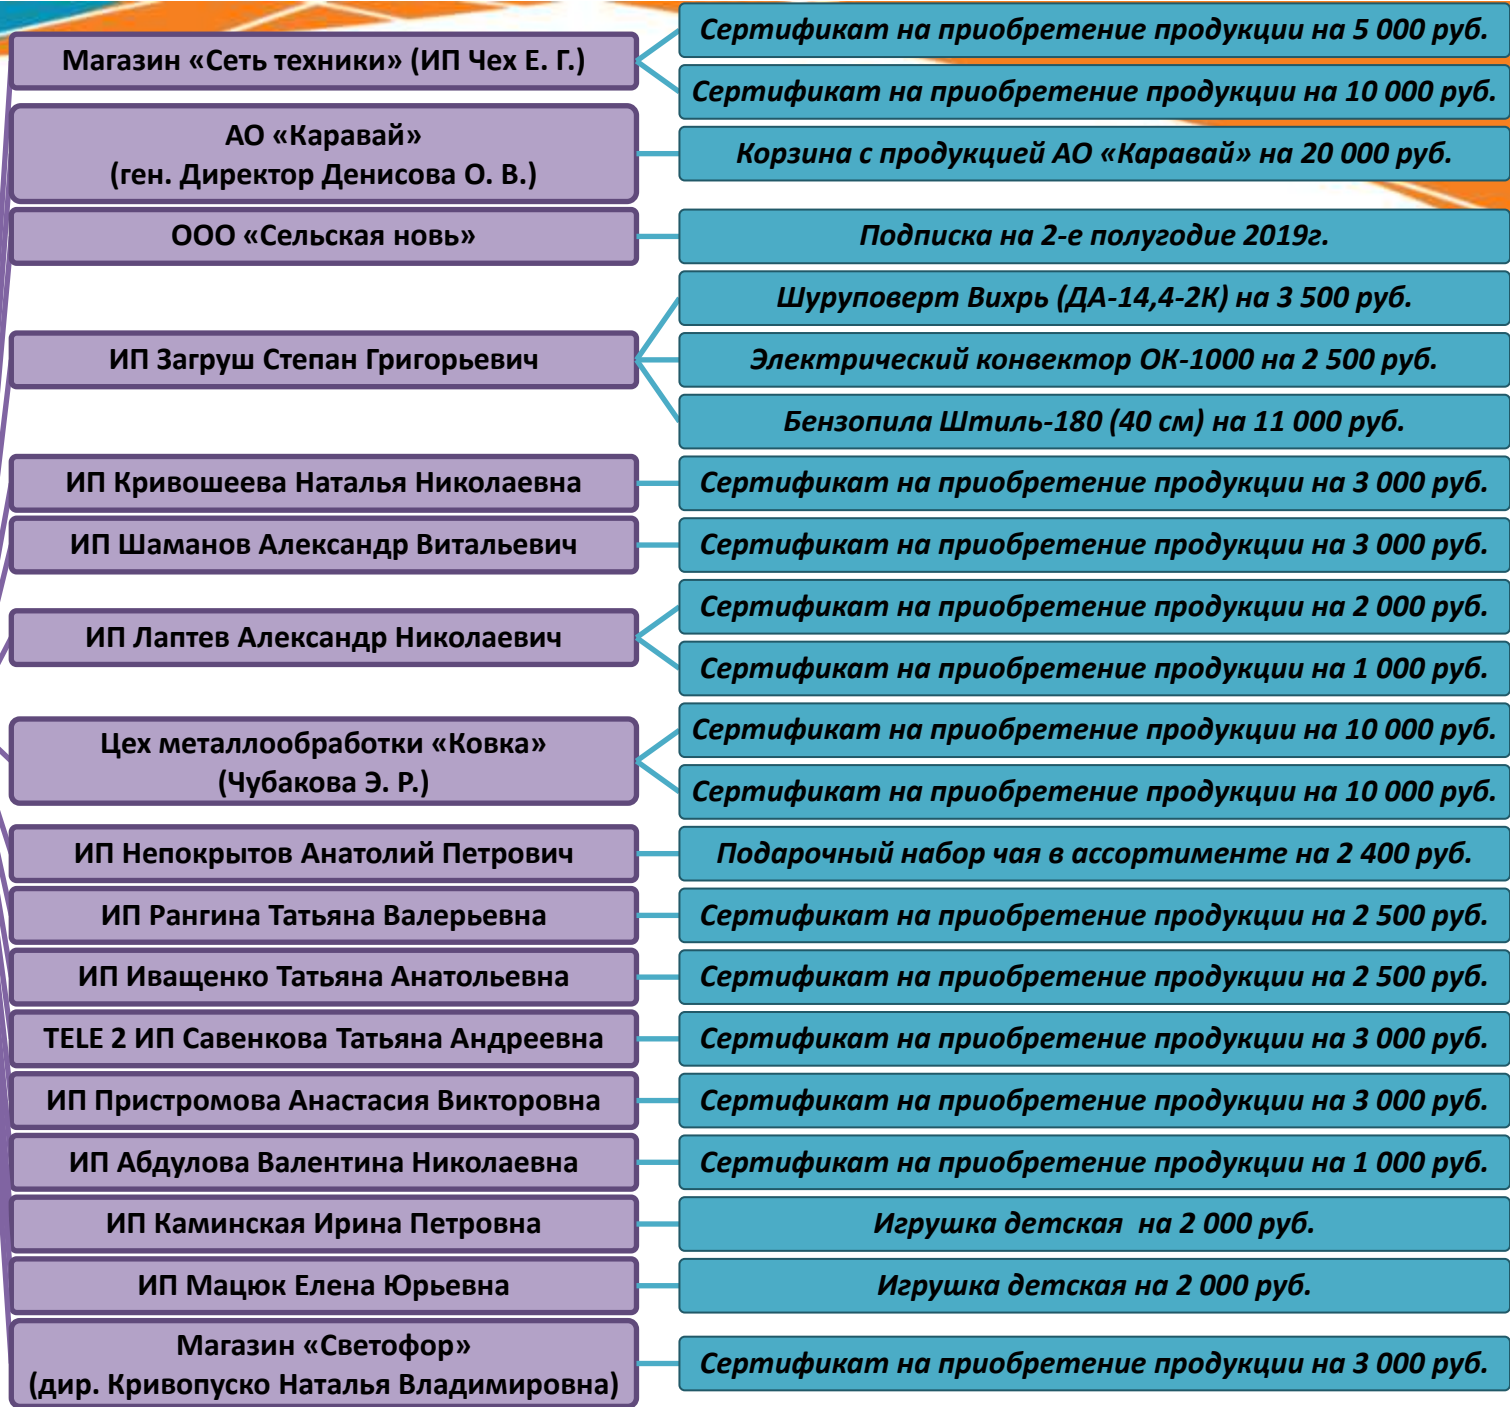 Магазин «Сеть техники» (ИП Чех Е. Г.)
Сертификат на приобретение продукции на 5 000 руб.
Сертификат на приобретение продукции на 10 000 руб.
АО «Каравай»
(ген. Директор Денисова О. В.)
Корзина с продукцией АО «Каравай» на 20 000 руб.
ООО «Сельская новь»
Подписка на 2-е полугодие 2019г.
ИП Загруш Степан Григорьевич
Шуруповерт Вихрь (ДА-14,4-2К) на 3 500 руб.
Электрический конвектор ОК-1000 на 2 500 руб.
Бензопила Штиль-180 (40 см) на 11 000 руб.
ИП Кривошеева Наталья Николаевна
Сертификат на приобретение продукции на 3 000 руб.
ИП Шаманов Александр Витальевич
Сертификат на приобретение продукции на 3 000 руб.
ИП Лаптев Александр Николаевич
Сертификат на приобретение продукции на 2 000 руб.
Сертификат на приобретение продукции на 1 000 руб.
Цех металлообработки «Ковка»
(Чубакова Э. Р.)
Сертификат на приобретение продукции на 10 000 руб.
Сертификат на приобретение продукции на 10 000 руб.
ИП Непокрытов Анатолий Петрович
Подарочный набор чая в ассортименте на 2 400 руб.
ИП Рангина Татьяна Валерьевна
Сертификат на приобретение продукции на 2 500 руб.
ИП Иващенко Татьяна Анатольевна
Сертификат на приобретение продукции на 2 500 руб.
TELE 2 ИП Савенкова Татьяна Андреевна
Сертификат на приобретение продукции на 3 000 руб.
ИП Пристромова Анастасия Викторовна
Сертификат на приобретение продукции на 3 000 руб.
ИП Абдулова Валентина Николаевна
Сертификат на приобретение продукции на 1 000 руб.
ИП Каминская Ирина Петровна
Игрушка детская на 2 000 руб.
ИП Мацюк Елена Юрьевна
Игрушка детская на 2 000 руб.
Магазин «Светофор»
(дир. Кривопуско Наталья Владимировна)
Сертификат на приобретение продукции на 3 000 руб.